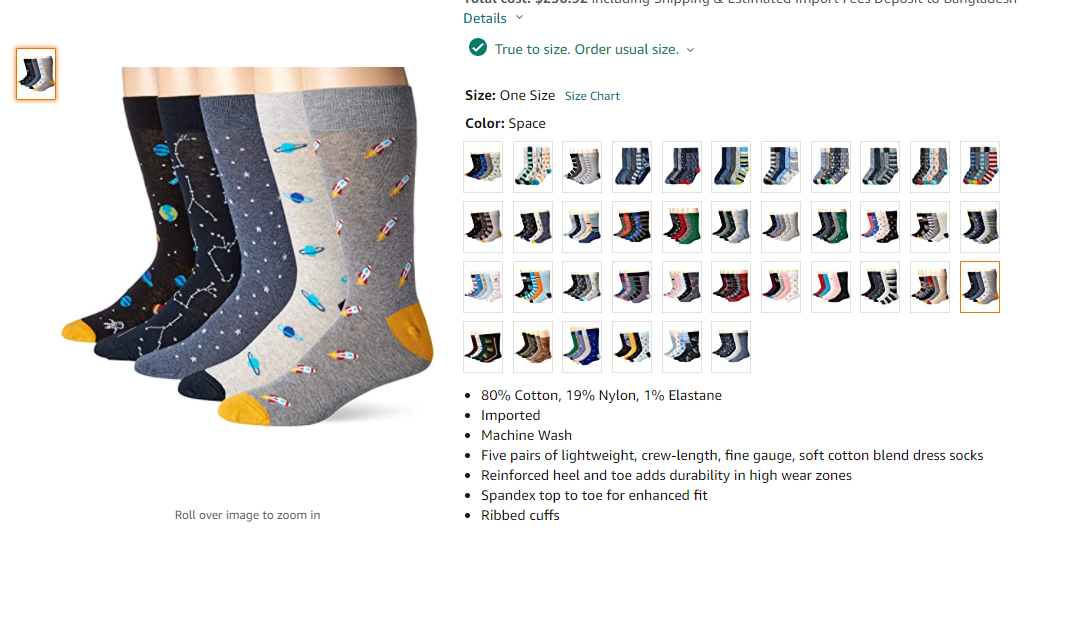 Total cost: $256.92 including Shipping & Estimated Import Fees Deposit to Bangladesh
Details
True to size. Order usual size.
Size: One Size Size Chart
Color: Space
80% Cotton, 19% Nylon, 1% Elastane
Imported
Machine Wash
Five pairs of lightweight, crew-length, fine gauge, soft cotton blend dress socks
Reinforced heel and toe adds durability in high wear zones
Spandex top to toe for enhanced fit
Ribbed cuffs
Roll over image to zoom in